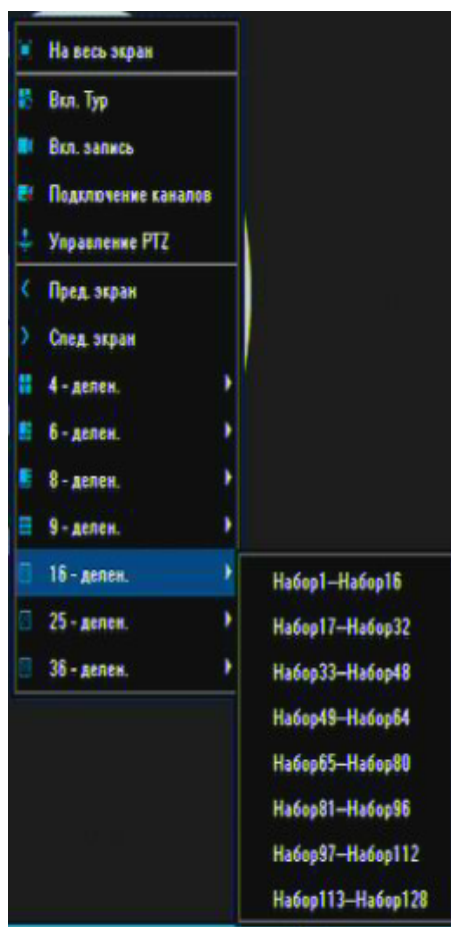 На весь экран
Вкл. Тур
Вкл. запись
Подключение каналов
Управление PTZ
Пред. экран
След. экран
4 - делен.
6 - делен.
8 - делен.
9 - делен.
16 - делен.
25 - делен.
36 - делен.
Набор1–Набор16
Набор17–Набор32
Набор33–Набор48
Набор49–Набор64
Набор65–Набор80
Набор81–Набор96
Набор97–Набор112
Набор113–Набор128